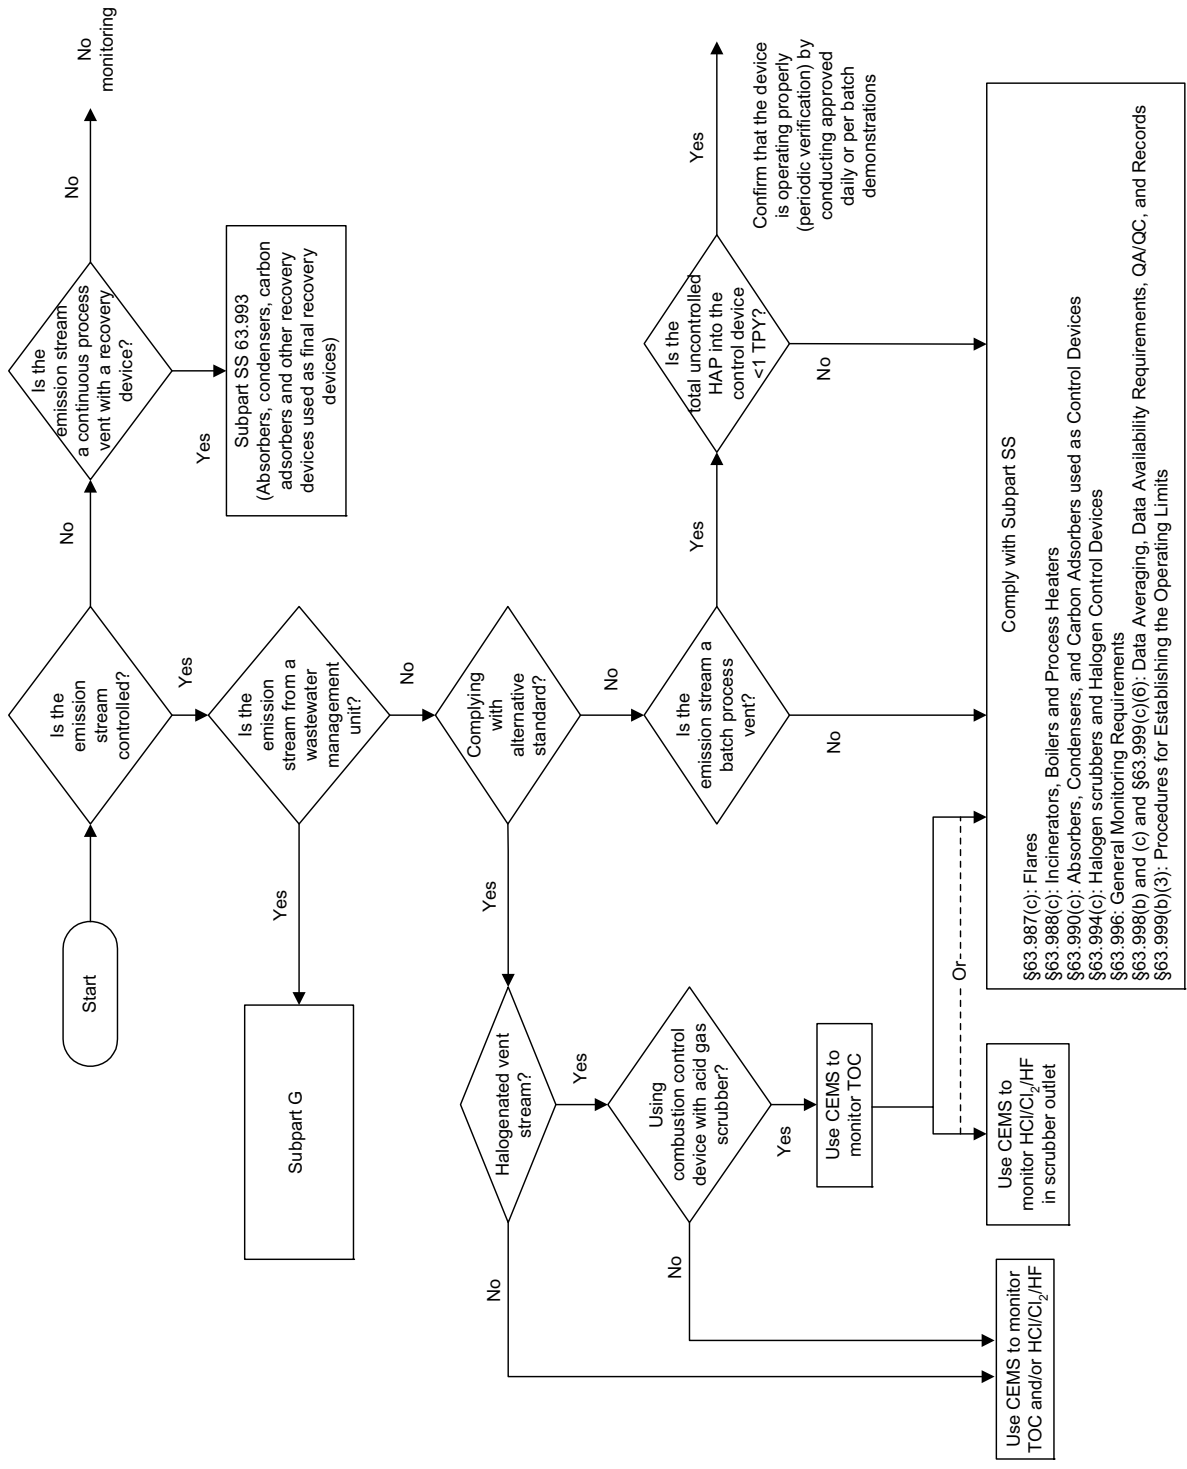 Start
Is the
emission
stream
controlled?
No
Is the
emission stream
a continuous process
vent with a recovery
device?
No
No
monitoring
Yes
Subpart SS 63.993
(Absorbers, condensers, carbon
adsorbers and other recovery
devices used as final recovery
devices)
Yes
Is the
emission
stream from a
wastewater
management
unit?
Yes
Subpart G
No
Complying
with
alternative
standard?
Yes
Halogenated vent
stream?
No
Yes
Using
combustion control
device with acid gas
scrubber?
No
Use CEMS to monitor
TOC and/or HCl/Cl₂/HF
Yes
Use CEMS to
monitor TOC
Or
Use CEMS to
monitor HCl/Cl₂/HF
in scrubber outlet
No
Is the
emission stream a
batch process
vent?
Yes
Is the
total uncontrolled
HAP into the
control device
<1 TPY?
Yes
Confirm that the device
is operating properly
(periodic verification) by
conducting approved
daily or per batch
demonstrations
No
No
Comply with Subpart SS
§63.987(c): Flares
§63.988(c): Incinerators, Boilers and Process Heaters
§63.990(c): Absorbers, Condensers, and Carbon Adsorbers used as Control Devices
§63.994(c): Halogen scrubbers and Halogen Control Devices
§63.996: General Monitoring Requirements
§63.998(b) and (c) and §63.999(c)(6): Data Averaging, Data Availability Requirements, QA/QC, and Records
§63.999(b)(3): Procedures for Establishing the Operating Limits